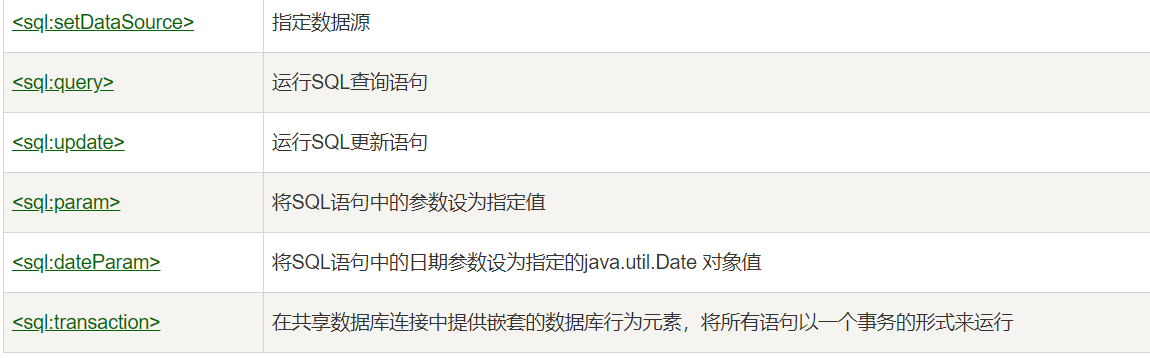 <sql:setDataSource> 指定数据源
<sql:query> 运行SQL查询语句
<sql:update> 运行SQL更新语句
<sql:param> 将SQL语句中的参数设为指定值
<sql:dateParam> 将SQL语句中的日期参数设为指定的java.util.Date 对象值
<sql:transaction> 在共享数据库连接中提供嵌套的数据库行为元素，将所有语句以一个事务的形式来运行